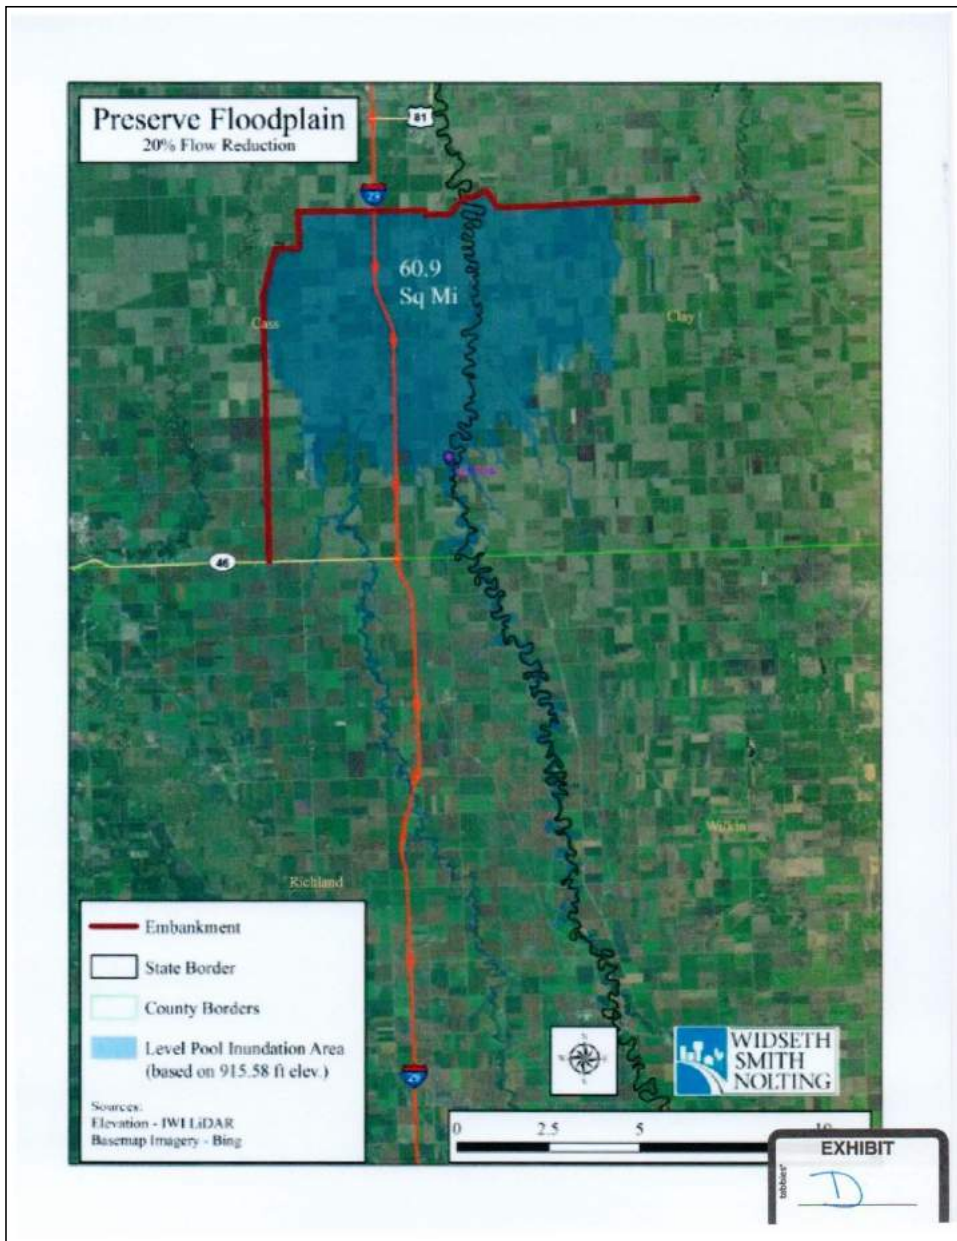 Preserve Floodplain
20% Flow Reduction
81
29
60.9
Sq Mi
Cass
Clay
46
Wilkin
Richland
Embankment
State Border
County Borders
Level Pool Inundation Area
(based on 915.58 ft elev.)
Sources:
Elevation - IWI LiDAR
Basemap Imagery - Bing
29
WIDSETH
SMITH
NOLTING
0 2.5 5 10
EXHIBIT
tabbies'
D